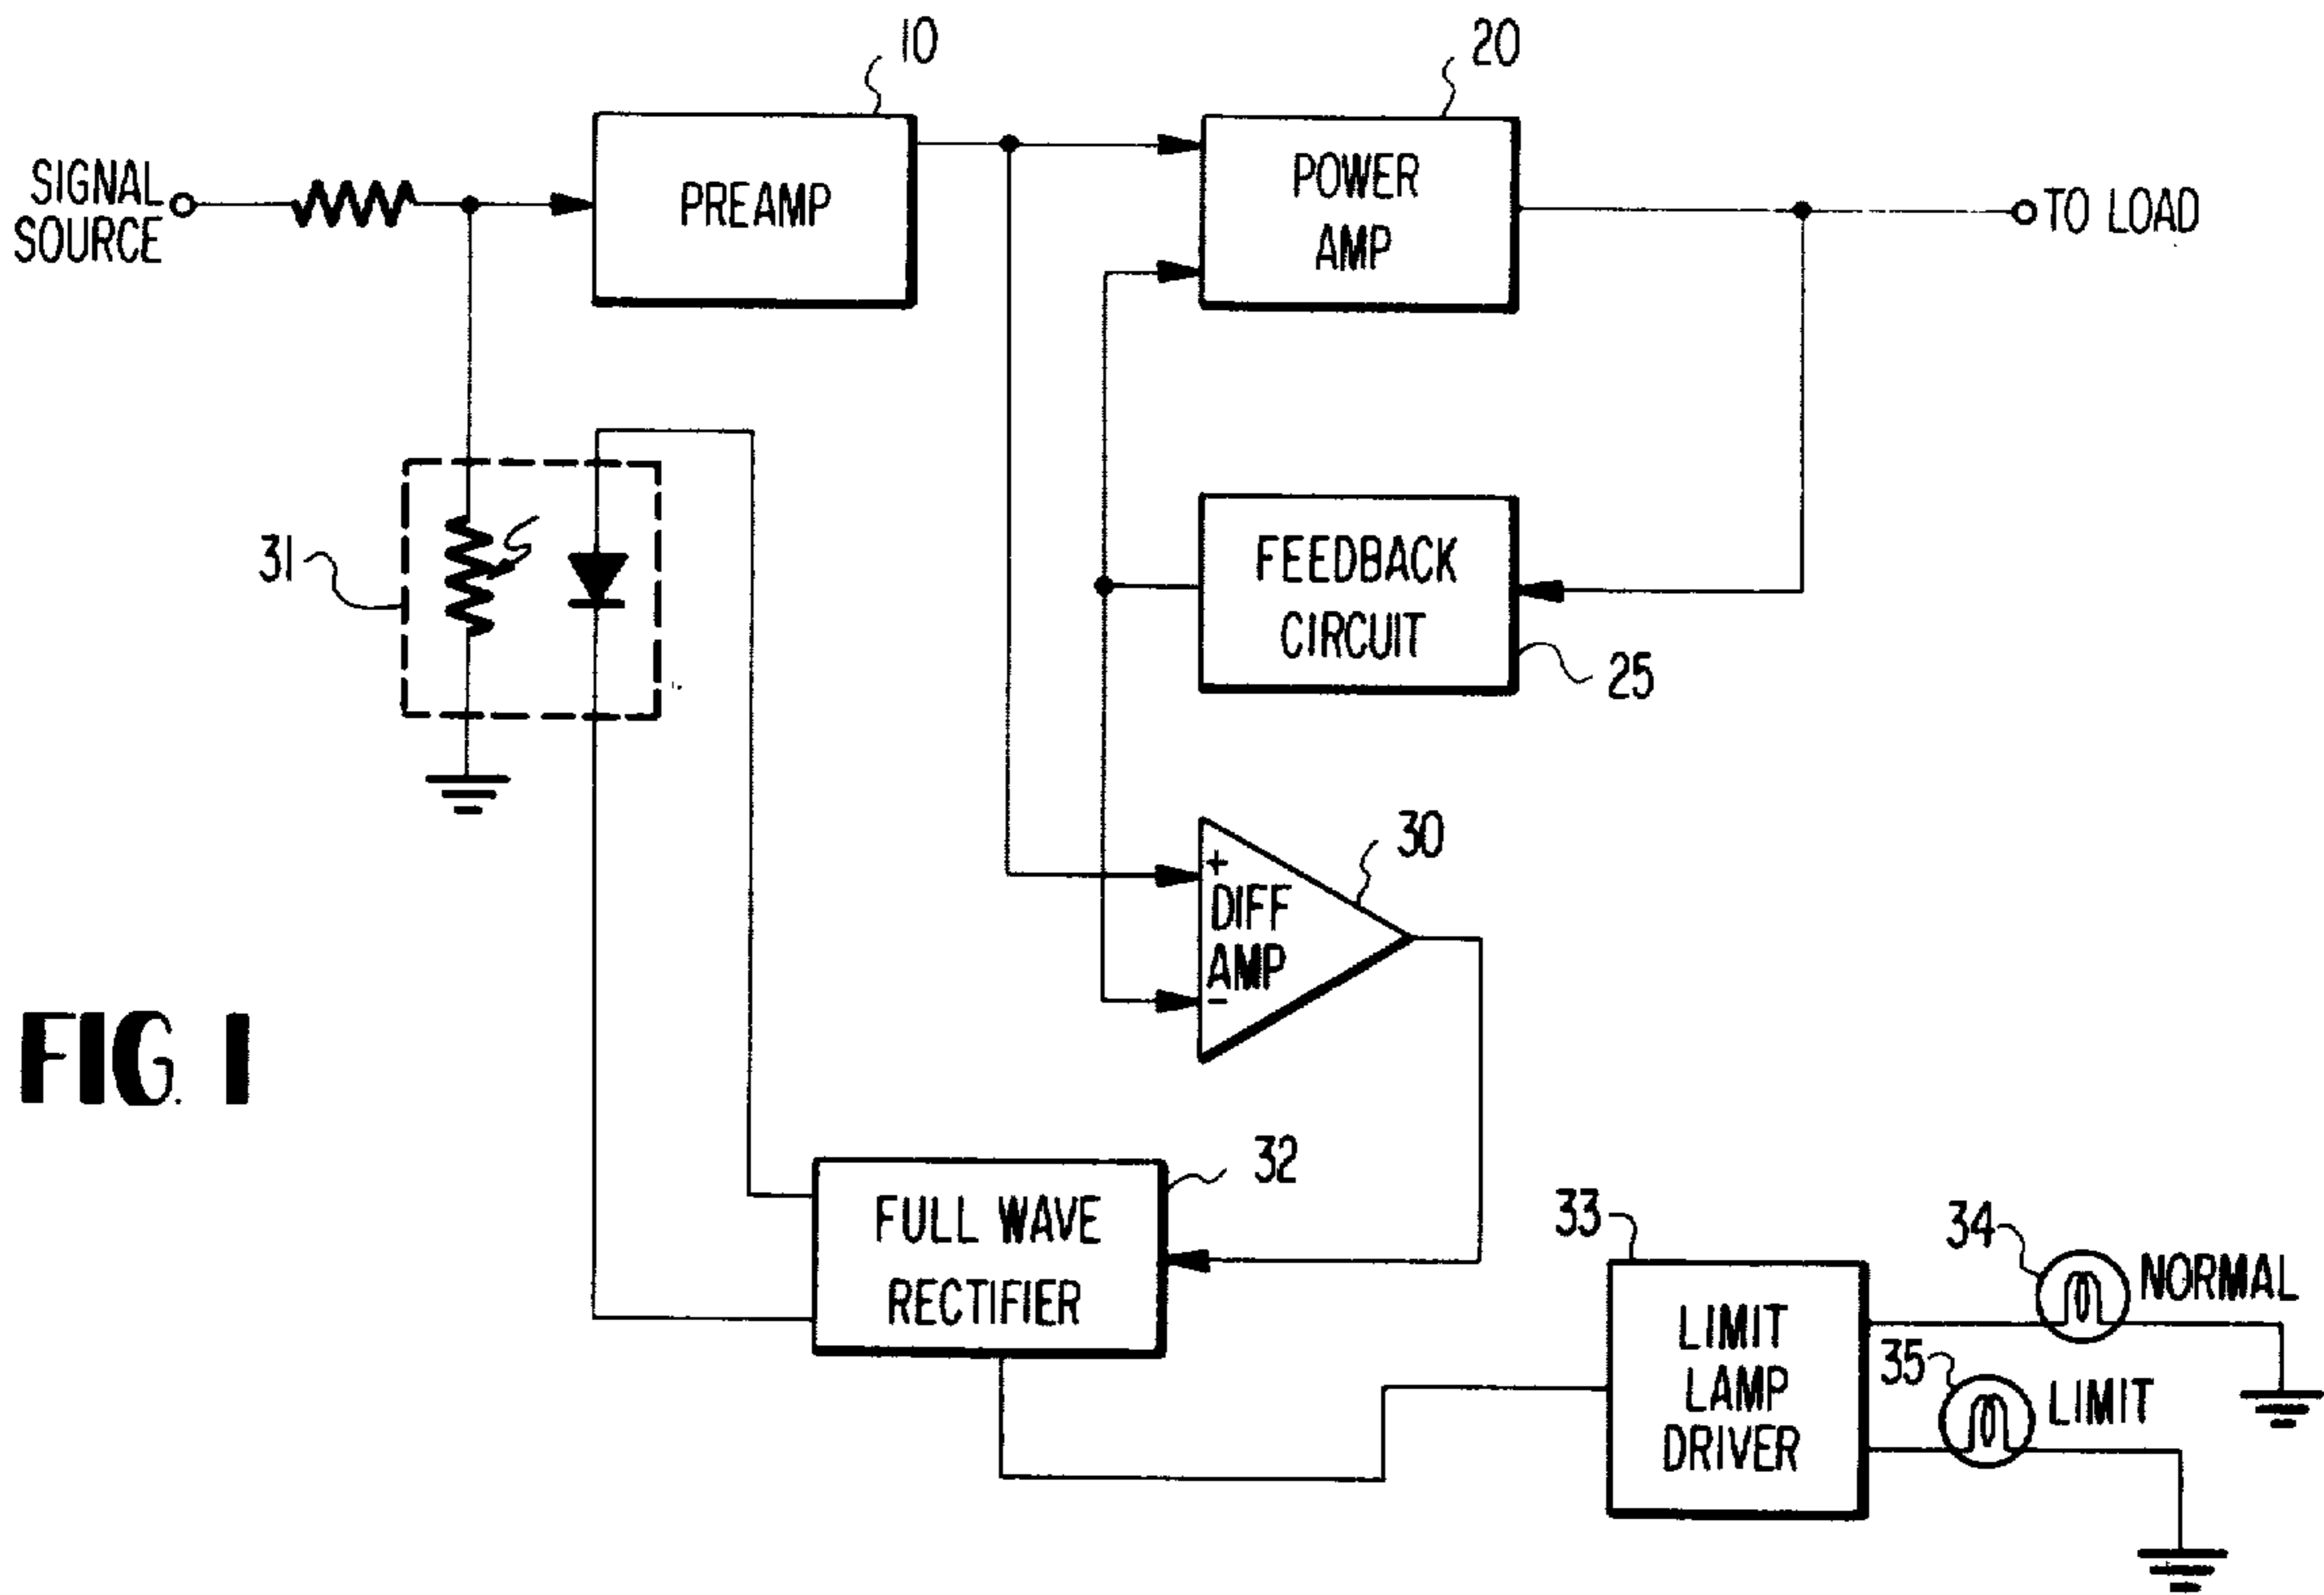 10
20
SIGNAL
SOURCE
PREAMP
POWER
AMP
TO LOAD
31
FEEDBACK
CIRCUIT
25
30
+
DIFF
AMP
-
FIG. 1
32
FULL WAVE
RECTIFIER
33
34
NORMAL
LIMIT
LAMP
DRIVER
35
LIMIT